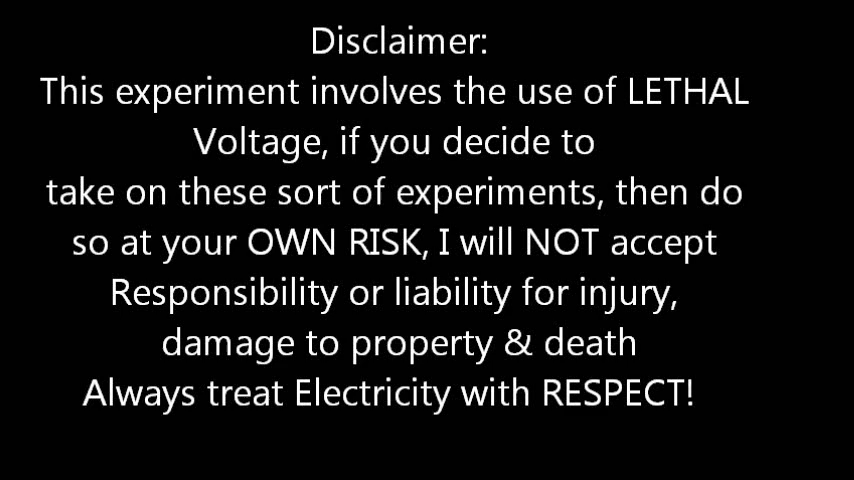 Disclaimer:
This experiment involves the use of LETHAL
Voltage, if you decide to
take on these sort of experiments, then do
so at your OWN RISK, I will NOT accept
Responsibility or liability for injury,
damage to property & death
Always treat Electricity with RESPECT!